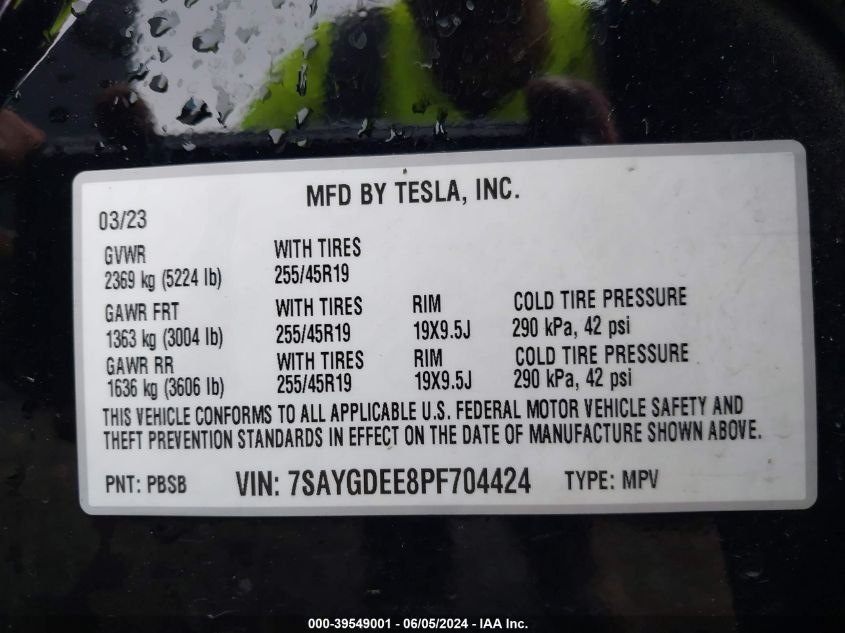 MFD BY TESLA, INC.
03/23
GVWR WITH TIRES
2369 kg (5224 lb) 255/45R19
GAWR FRT WITH TIRES RIM COLD TIRE PRESSURE
1363 kg (3004 lb) 255/45R19 19X9.5J 290 kPa, 42 psi
GAWR RR WITH TIRES RIM COLD TIRE PRESSURE
1636 kg (3606 lb) 255/45R19 19X9.5J 290 kPa, 42 psi
THIS VEHICLE CONFORMS TO ALL APPLICABLE U.S. FEDERAL MOTOR VEHICLE SAFETY AND
THEFT PREVENTION STANDARDS IN EFFECT ON THE DATE OF MANUFACTURE SHOWN ABOVE.
PNT: PBSB VIN: 7SAYGDEE8PF704424 TYPE: MPV
000-39549001 - 06/05/2024 - IAA Inc.